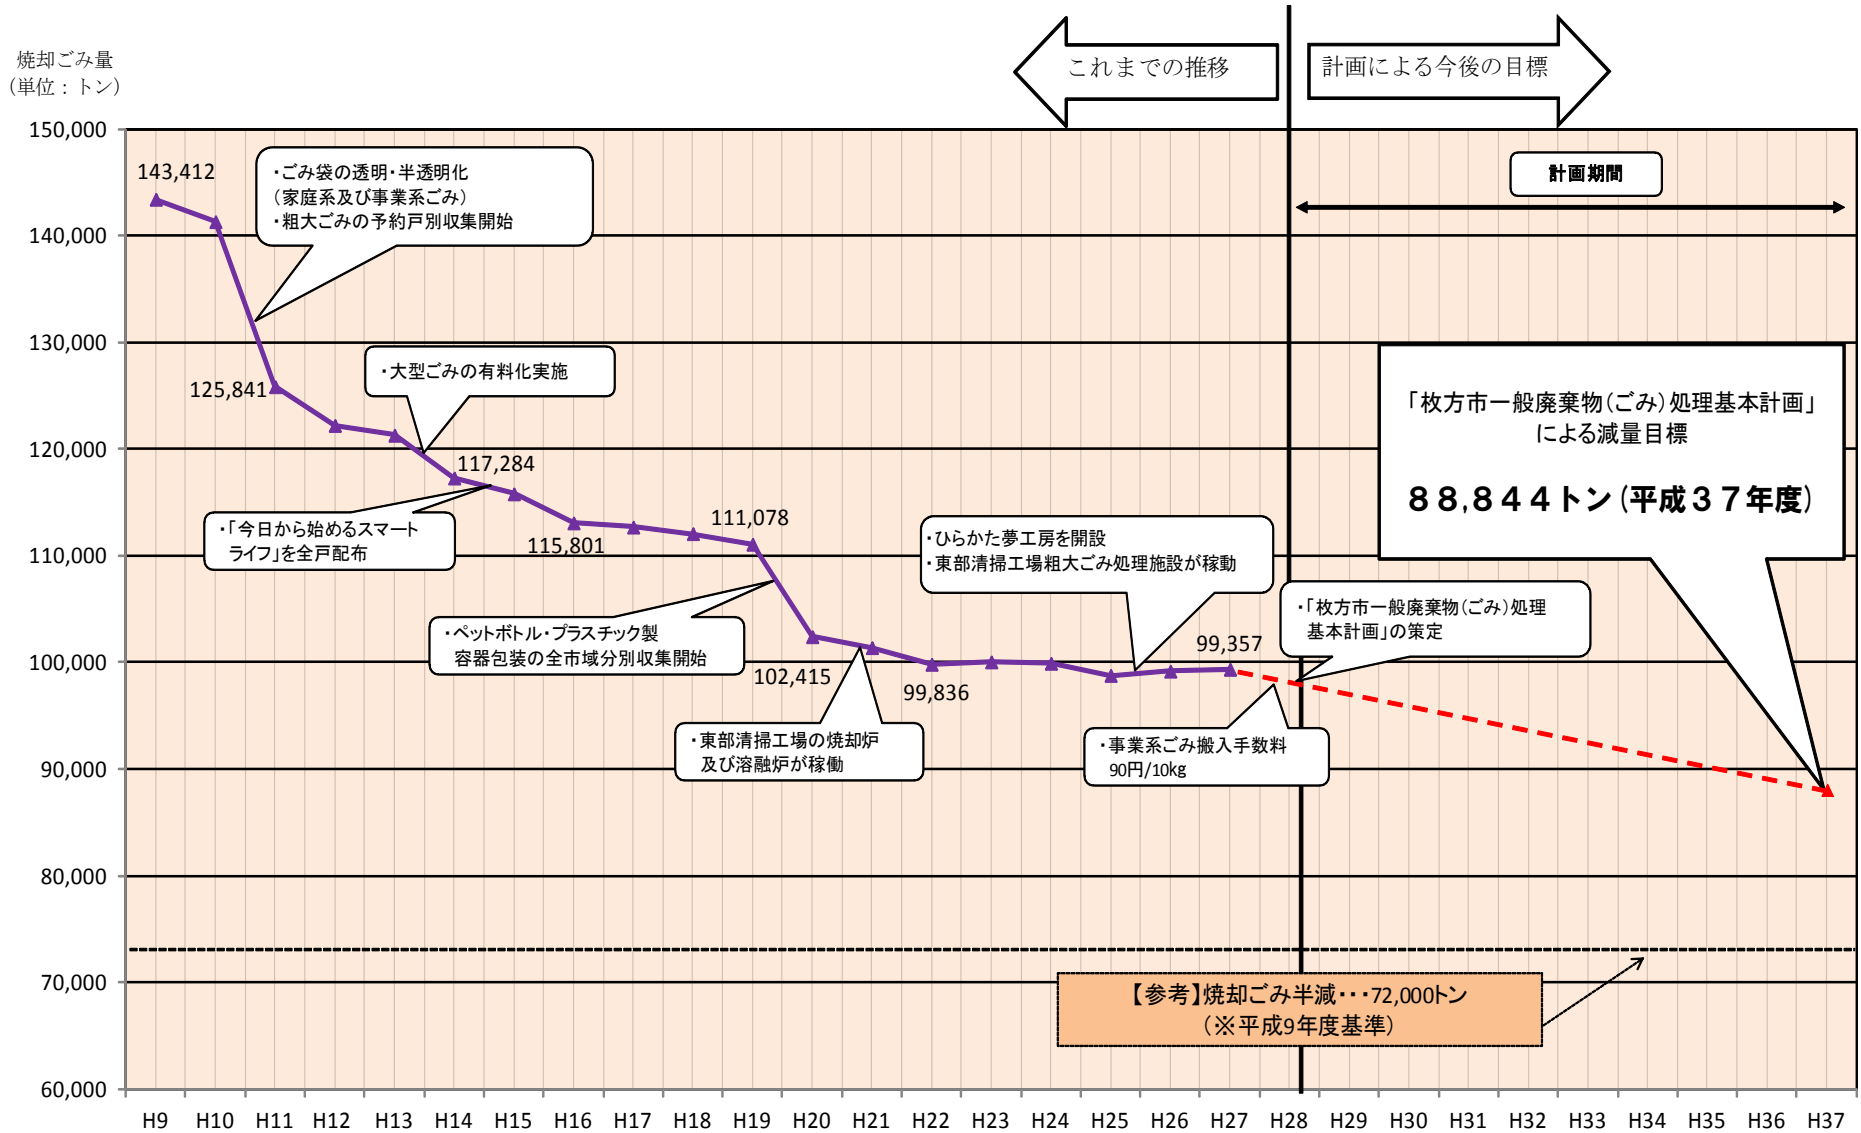 焼却ごみ量
（単位：トン）
これまでの推移
計画による今後の目標
150,000
140,000
130,000
120,000
110,000
100,000
90,000
80,000
70,000
60,000
計画期間
143,412
・ごみ袋の透明・半透明化
（家庭系及び事業系ごみ）
・粗大ごみの予約戸別収集開始
125,841
・大型ごみの有料化実施
117,284
・「今日から始めるスマート
ライフ」を全戸配布
115,801
111,078
・ペットボトル・プラスチック製
容器包装の全市域分別収集開始
102,415
・東部清掃工場の焼却炉
及び溶融炉が稼働
99,836
・ひらかた夢工房を開設
・東部清掃工場粗大ごみ処理施設が稼動
99,357
・事業系ごみ搬入手数料
90円/10kg
・「枚方市一般廃棄物（ごみ）処理
基本計画」の策定
「枚方市一般廃棄物（ごみ）処理基本計画」
による減量目標
８８,８４４トン（平成３７年度）
【参考】焼却ごみ半減・・・72,000トン
（※平成9年度基準）
H9 H10 H11 H12 H13 H14 H15 H16 H17 H18 H19 H20 H21 H22 H23 H24 H25 H26 H27 H28 H29 H30 H31 H32 H33 H34 H35 H36 H37